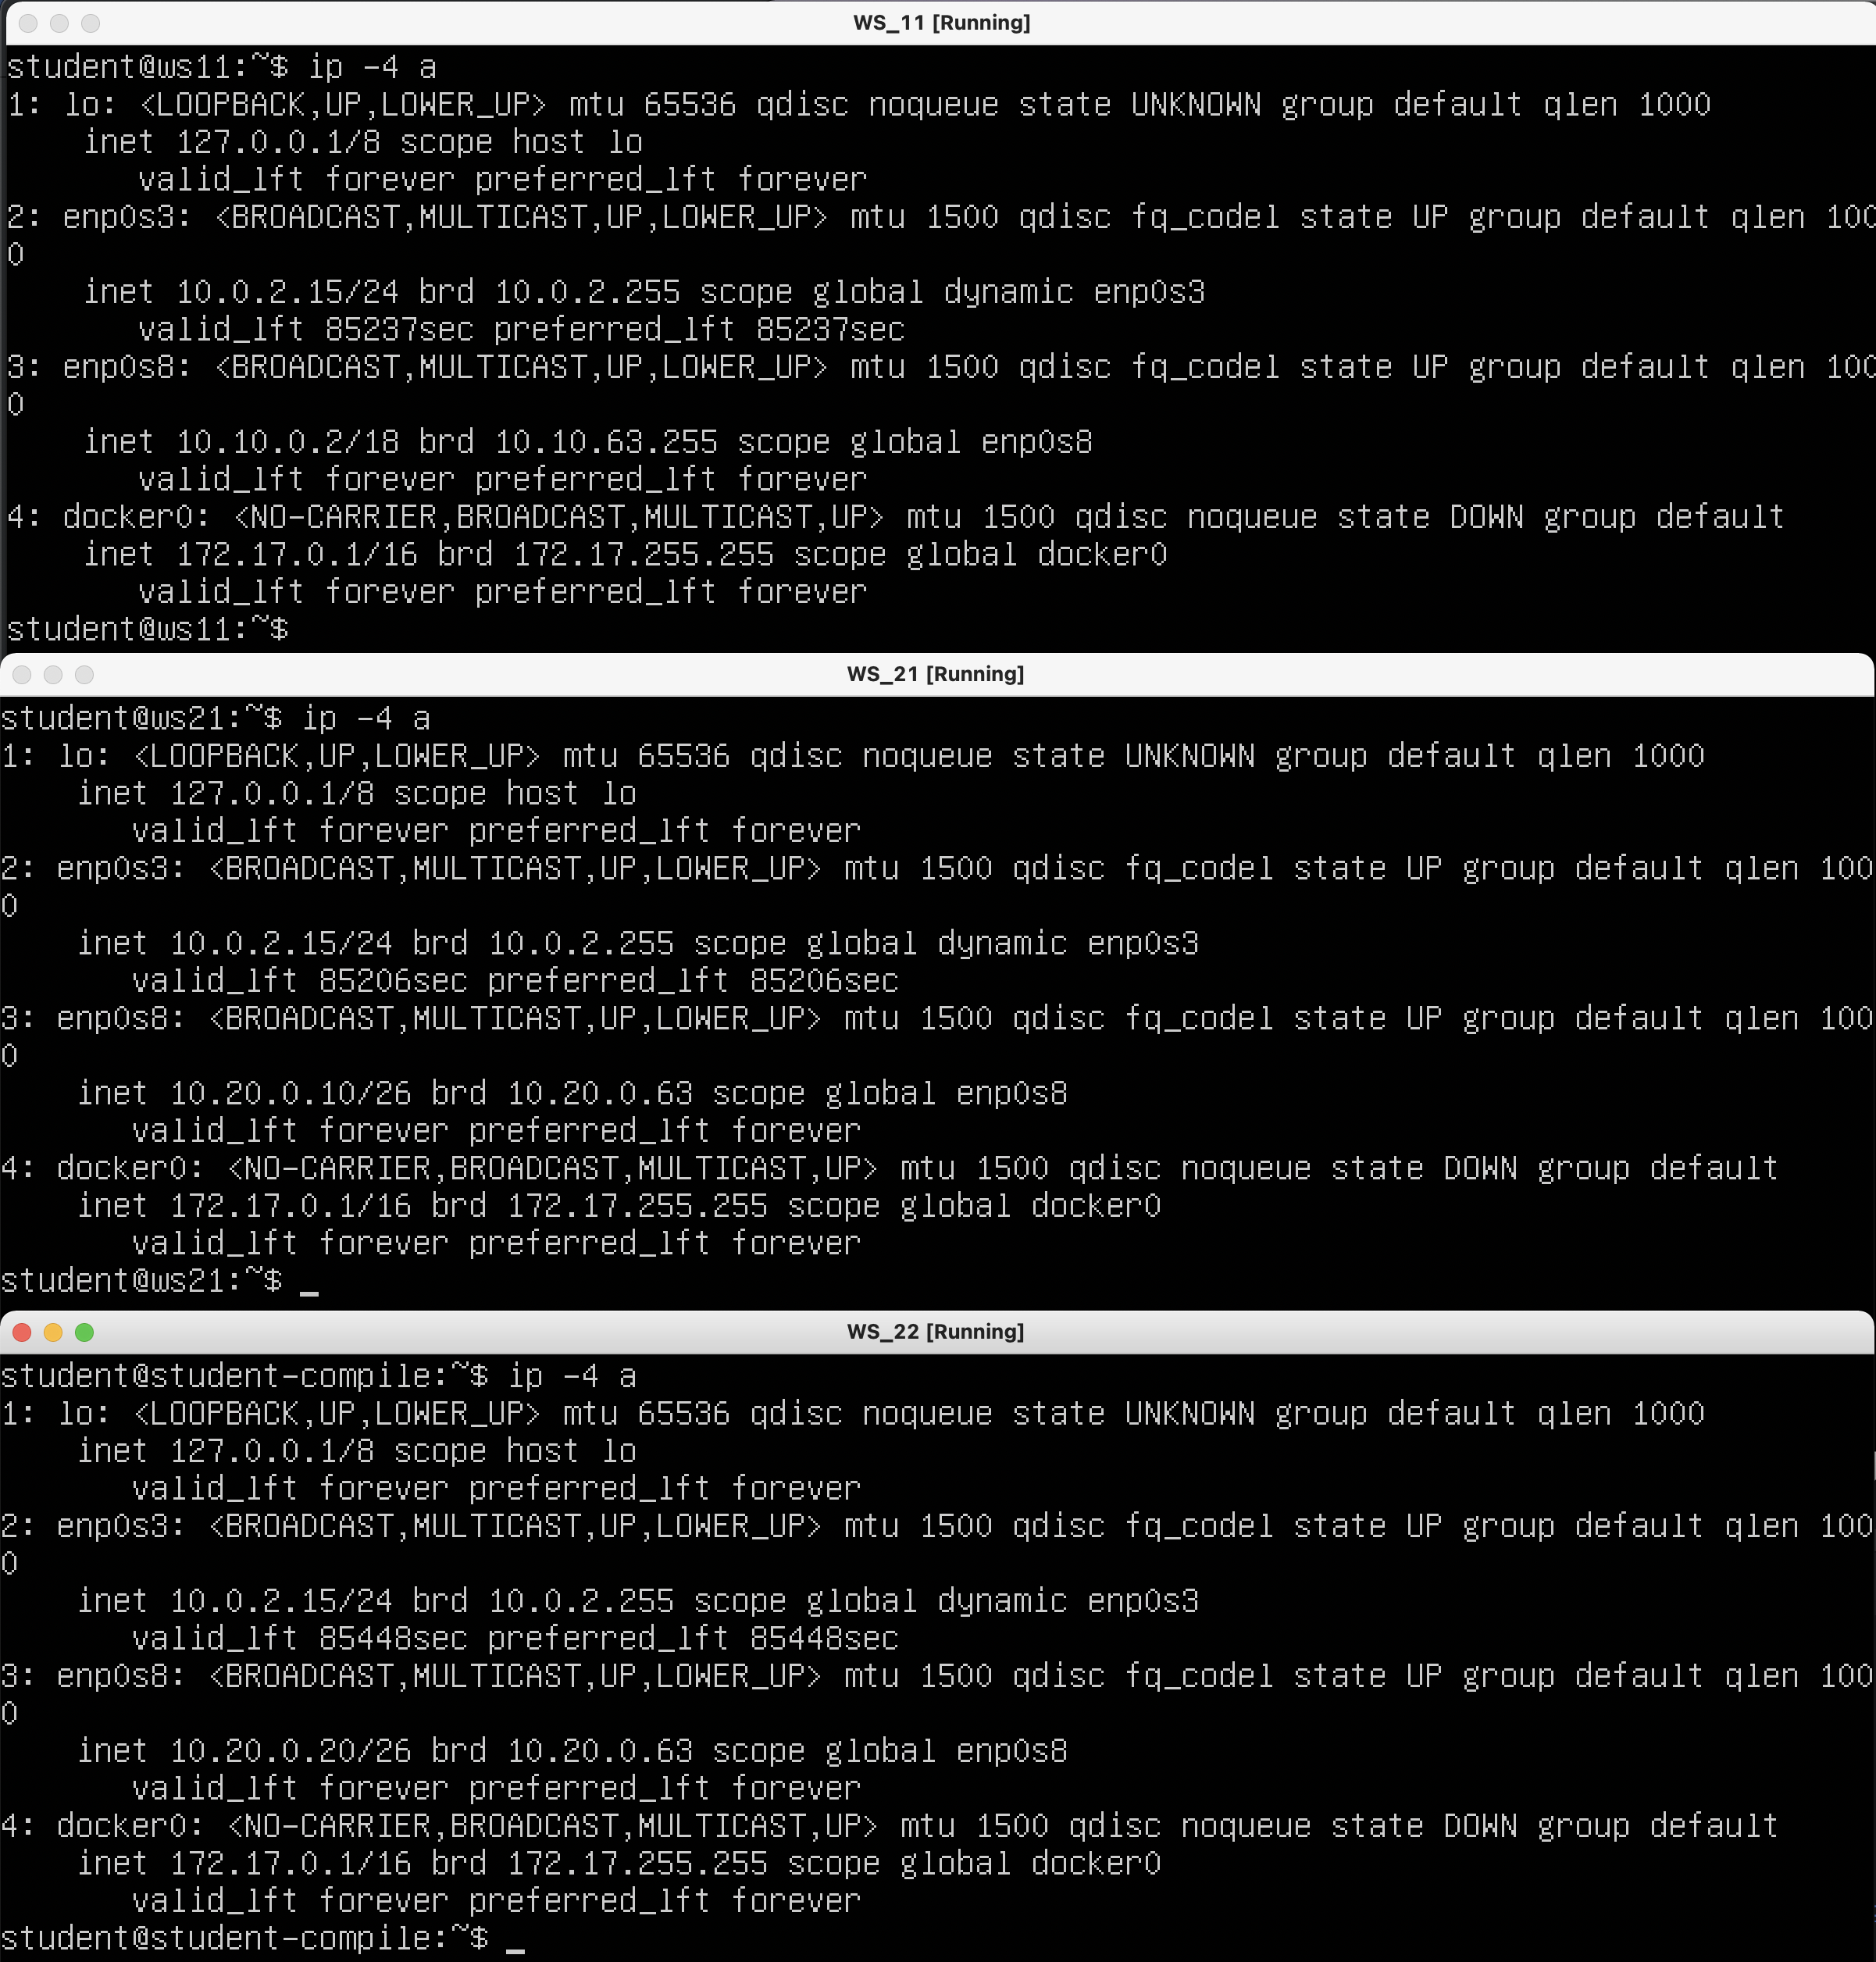 WS_11 [Running]
student@ws11:~$ ip -4 a
1: lo: <LOOPBACK,UP,LOWER_UP> mtu 65536 qdisc noqueue state UNKNOWN group default qlen 1000
    inet 127.0.0.1/8 scope host lo
       valid_lft forever preferred_lft forever
2: enp0s3: <BROADCAST,MULTICAST,UP,LOWER_UP> mtu 1500 qdisc fq_codel state UP group default qlen 100
0
    inet 10.0.2.15/24 brd 10.0.2.255 scope global dynamic enp0s3
       valid_lft 85237sec preferred_lft 85237sec
3: enp0s8: <BROADCAST,MULTICAST,UP,LOWER_UP> mtu 1500 qdisc fq_codel state UP group default qlen 100
0
    inet 10.10.0.2/18 brd 10.10.63.255 scope global enp0s8
       valid_lft forever preferred_lft forever
4: docker0: <NO-CARRIER,BROADCAST,MULTICAST,UP> mtu 1500 qdisc noqueue state DOWN group default
    inet 172.17.0.1/16 brd 172.17.255.255 scope global docker0
       valid_lft forever preferred_lft forever
student@ws11:~$
WS_21 [Running]
student@ws21:~$ ip -4 a
1: lo: <LOOPBACK,UP,LOWER_UP> mtu 65536 qdisc noqueue state UNKNOWN group default qlen 1000
    inet 127.0.0.1/8 scope host lo
       valid_lft forever preferred_lft forever
2: enp0s3: <BROADCAST,MULTICAST,UP,LOWER_UP> mtu 1500 qdisc fq_codel state UP group default qlen 100
0
    inet 10.0.2.15/24 brd 10.0.2.255 scope global dynamic enp0s3
       valid_lft 85206sec preferred_lft 85206sec
3: enp0s8: <BROADCAST,MULTICAST,UP,LOWER_UP> mtu 1500 qdisc fq_codel state UP group default qlen 100
0
    inet 10.20.0.10/26 brd 10.20.0.63 scope global enp0s8
       valid_lft forever preferred_lft forever
4: docker0: <NO-CARRIER,BROADCAST,MULTICAST,UP> mtu 1500 qdisc noqueue state DOWN group default
    inet 172.17.0.1/16 brd 172.17.255.255 scope global docker0
       valid_lft forever preferred_lft forever
student@ws21:~$ _
WS_22 [Running]
student@student-compile:~$ ip -4 a
1: lo: <LOOPBACK,UP,LOWER_UP> mtu 65536 qdisc noqueue state UNKNOWN group default qlen 1000
    inet 127.0.0.1/8 scope host lo
       valid_lft forever preferred_lft forever
2: enp0s3: <BROADCAST,MULTICAST,UP,LOWER_UP> mtu 1500 qdisc fq_codel state UP group default qlen 100
0
    inet 10.0.2.15/24 brd 10.0.2.255 scope global dynamic enp0s3
       valid_lft 85448sec preferred_lft 85448sec
3: enp0s8: <BROADCAST,MULTICAST,UP,LOWER_UP> mtu 1500 qdisc fq_codel state UP group default qlen 100
0
    inet 10.20.0.20/26 brd 10.20.0.63 scope global enp0s8
       valid_lft forever preferred_lft forever
4: docker0: <NO-CARRIER,BROADCAST,MULTICAST,UP> mtu 1500 qdisc noqueue state DOWN group default
    inet 172.17.0.1/16 brd 172.17.255.255 scope global docker0
       valid_lft forever preferred_lft forever
student@student-compile:~$ _